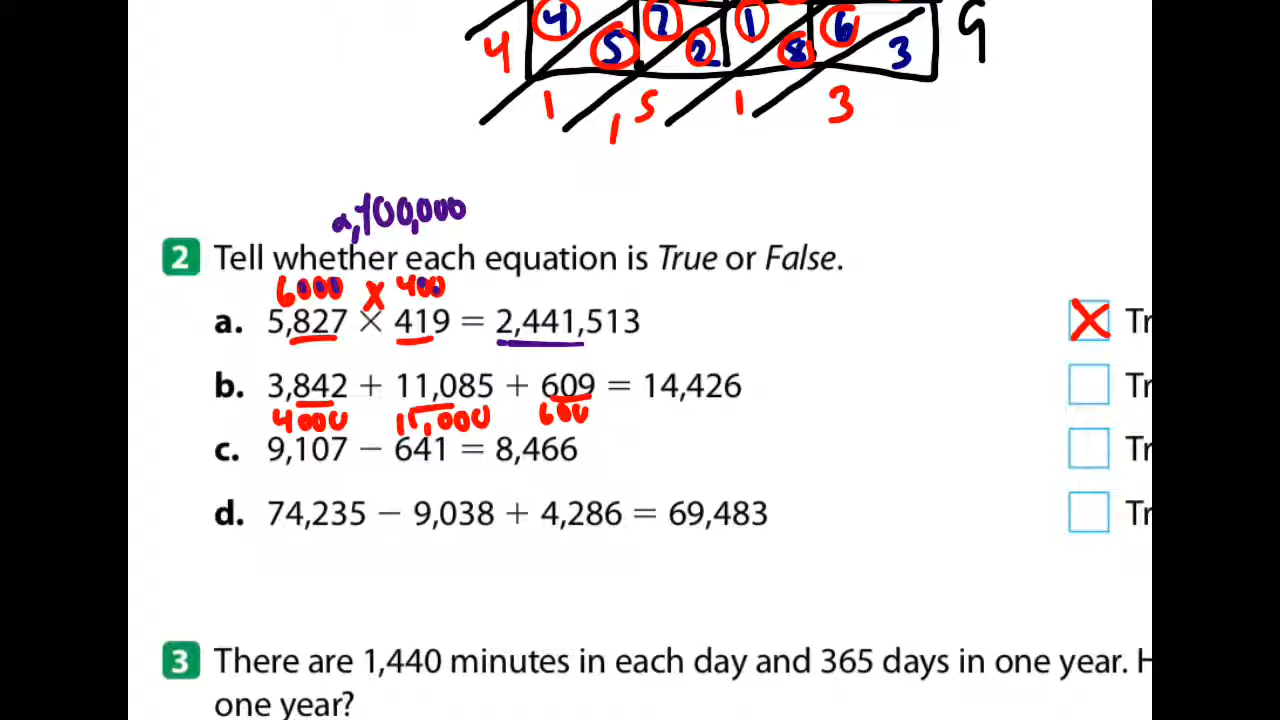 4 2 1 6 9
4 5 2 8 3
1 1 5 1 3
2,400,000
2 Tell whether each equation is True or False.
6000 x 400
a. 5,827 × 419 = 2,441,513 Tr
b. 3,842 + 11,085 + 609 = 14,426 Tr
4000 11,000 600
c. 9,107 − 641 = 8,466 Tr
d. 74,235 − 9,038 + 4,286 = 69,483 Tr
3 There are 1,440 minutes in each day and 365 days in one year. H
one year?